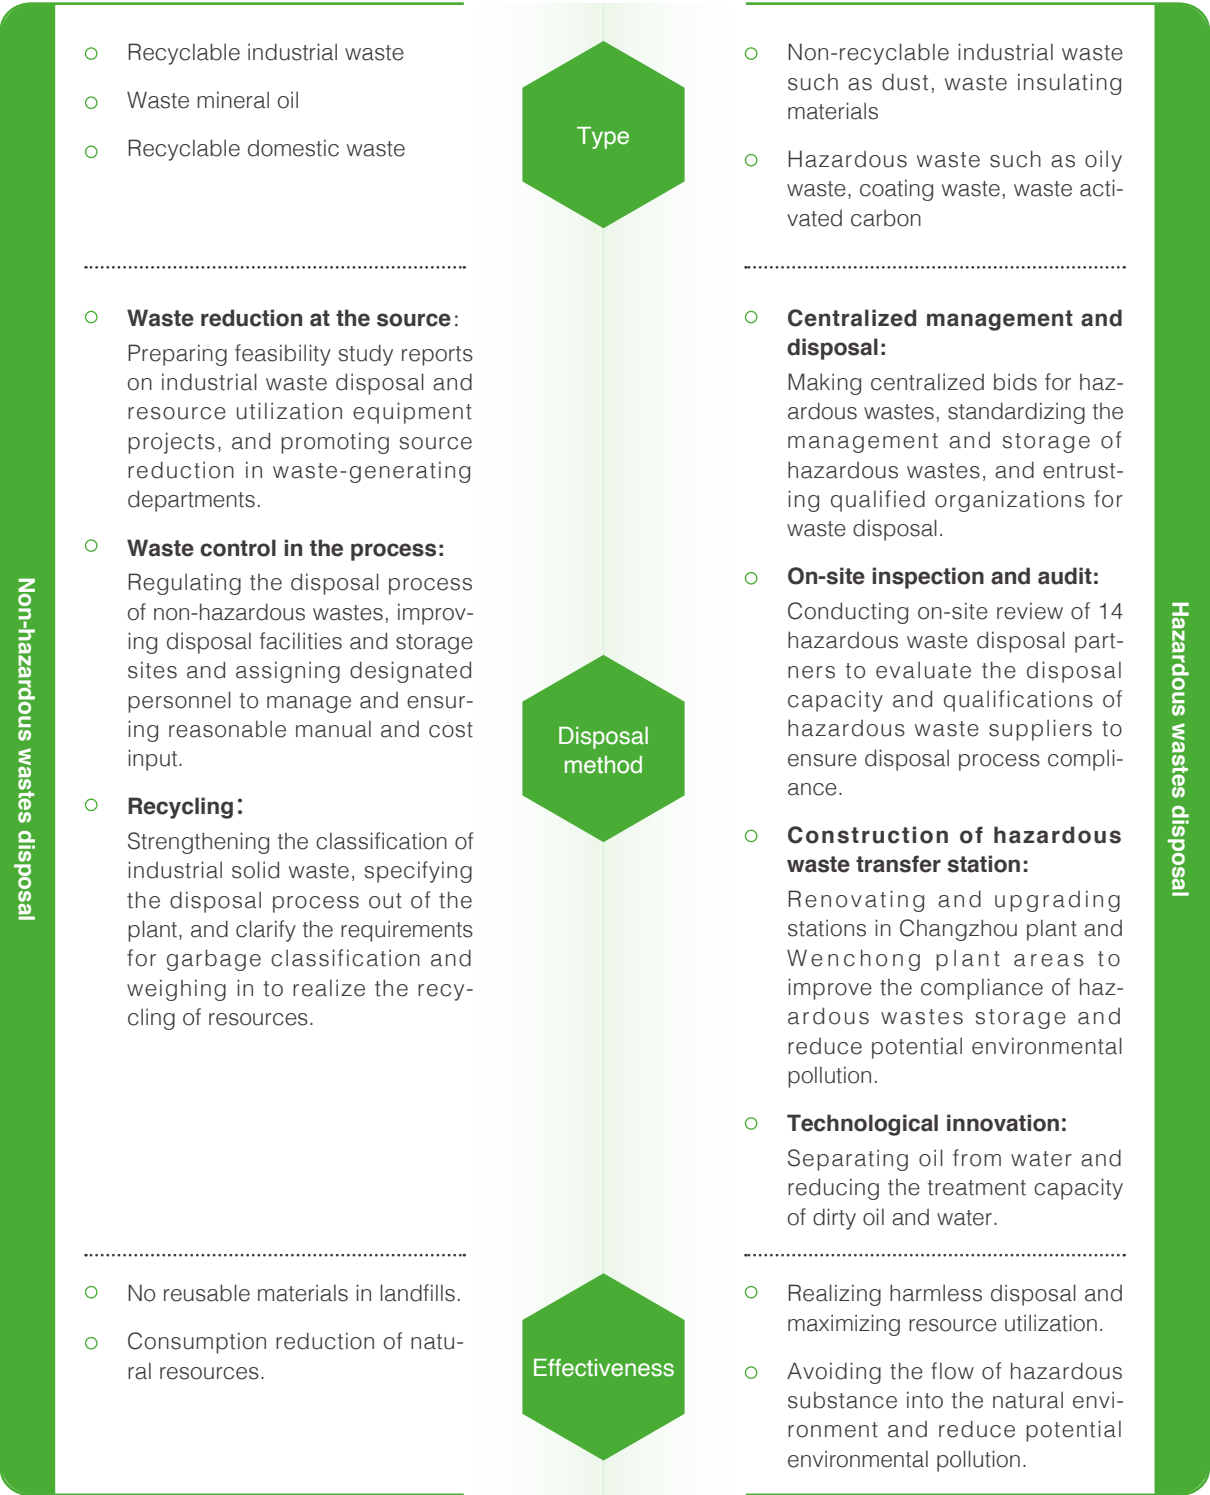 Non-hazardous wastes disposal
Recyclable industrial waste
Waste mineral oil
Recyclable domestic waste
Type
Non-recyclable industrial waste
such as dust, waste insulating
materials
Hazardous waste such as oily
waste, coating waste, waste acti-
vated carbon
Waste reduction at the source:
Preparing feasibility study reports
on industrial waste disposal and
resource utilization equipment
projects, and promoting source
reduction in waste-generating
departments.
Waste control in the process:
Regulating the disposal process
of non-hazardous wastes, improv-
ing disposal facilities and storage
sites and assigning designated
personnel to manage and ensur-
ing reasonable manual and cost
input.
Recycling:
Strengthening the classification of
industrial solid waste, specifying
the disposal process out of the
plant, and clarify the requirements
for garbage classification and
weighing in to realize the recy-
cling of resources.
Disposal
method
Centralized management and
disposal:
Making centralized bids for haz-
ardous wastes, standardizing the
management and storage of
hazardous wastes, and entrust-
ing qualified organizations for
waste disposal.
On-site inspection and audit:
Conducting on-site review of 14
hazardous waste disposal part-
ners to evaluate the disposal
capacity and qualifications of
hazardous waste suppliers to
ensure disposal process compli-
ance.
Construction of hazardous
waste transfer station:
Renovating and upgrading
stations in Changzhou plant and
Wenchong plant areas to
improve the compliance of haz-
ardous wastes storage and
reduce potential environmental
pollution.
Technological innovation:
Separating oil from water and
reducing the treatment capacity
of dirty oil and water.
No reusable materials in landfills.
Consumption reduction of natu-
ral resources.
Effectiveness
Realizing harmless disposal and
maximizing resource utilization.
Avoiding the flow of hazardous
substance into the natural envi-
ronment and reduce potential
environmental pollution.
Hazardous wastes disposal